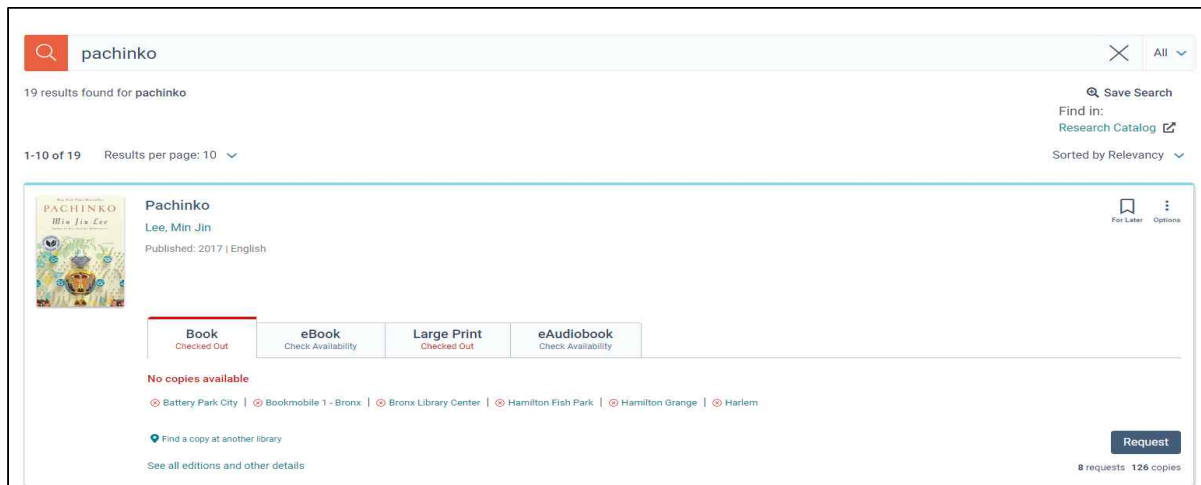 pachinko
All
19 results found for pachinko
Save Search
Find in:
Research Catalog
1-10 of 19 Results per page: 10
Sorted by Relevancy
PACHINKO
Min Jin Lee
Pachinko
Lee, Min Jin
Published: 2017 | English
For Later Options
Book eBook Large Print eAudiobook
Checked Out Check Availability Checked Out Check Availability
No copies available
Battery Park City | Bookmobile 1 - Bronx | Bronx Library Center | Hamilton Fish Park | Hamilton Grange | Harlem
Find a copy at another library
Request
See all editions and other details
8 requests 126 copies